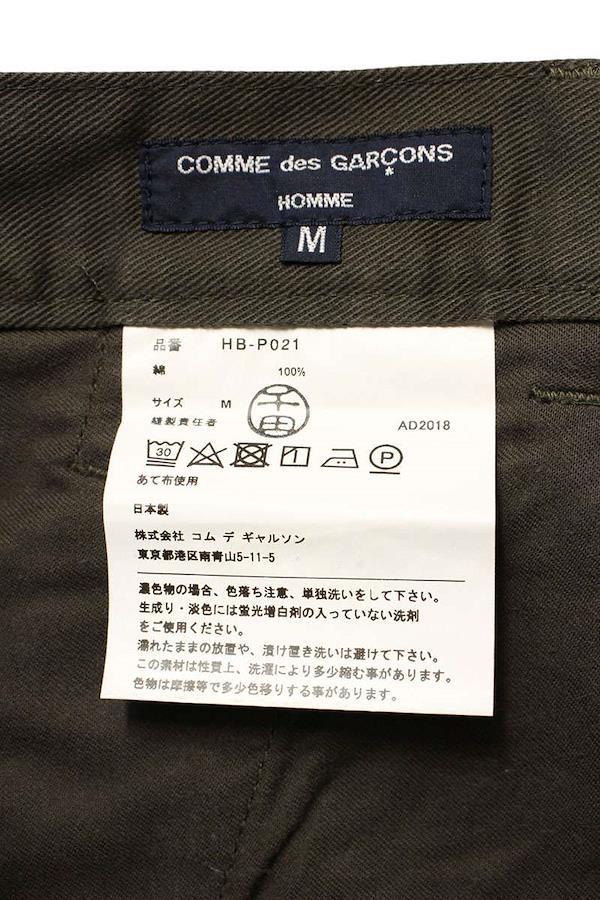 COMME des GARÇONS
HOMME
M
品番 HB-P021
綿 100%
サイズ M
千田
縫製責任者 AD2018
30 P
あて布使用
日本製
株式会社 コム デ ギャルソン
東京都港区南青山5-11-5
濃色物の場合、色落ち注意、単独洗いをして下さい。
生成り・淡色には蛍光増白剤の入っていない洗剤
をご使用ください。
濡れたままの放置や、漬け置き洗いは避けて下さい。
この素材は性質上、洗濯により多少縮む事があります。
色物は摩擦等で多少色移りする事があります。